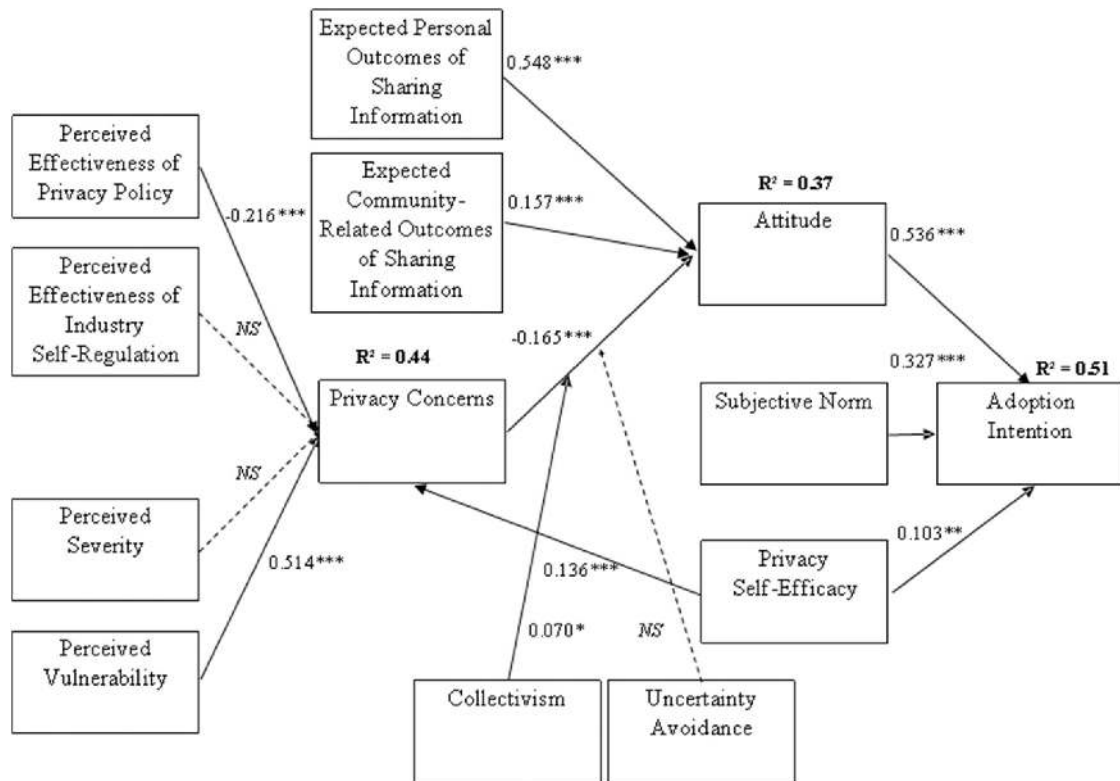 Expected Personal
Outcomes of
Sharing
Information
0.548***
Perceived
Effectiveness of
Privacy Policy
Expected
Community-
Related Outcomes
of Sharing
Information
0.157***
R² = 0.37
Attitude
-0.216***
0.536***
Perceived
Effectiveness of
Industry
Self-Regulation
NS
-0.165***
R² = 0.44
Privacy Concerns
0.327***
R² = 0.51
Subjective Norm
Adoption
Intention
NS
Perceived
Severity
0.514***
0.136***
Privacy
Self-Efficacy
0.103**
Perceived
Vulnerability
0.070*
NS
Collectivism
Uncertainty
Avoidance